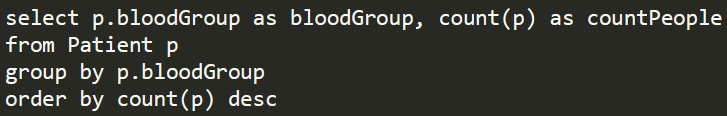 select p.bloodGroup as bloodGroup, count(p) as countPeople
from Patient p
group by p.bloodGroup
order by count(p) desc